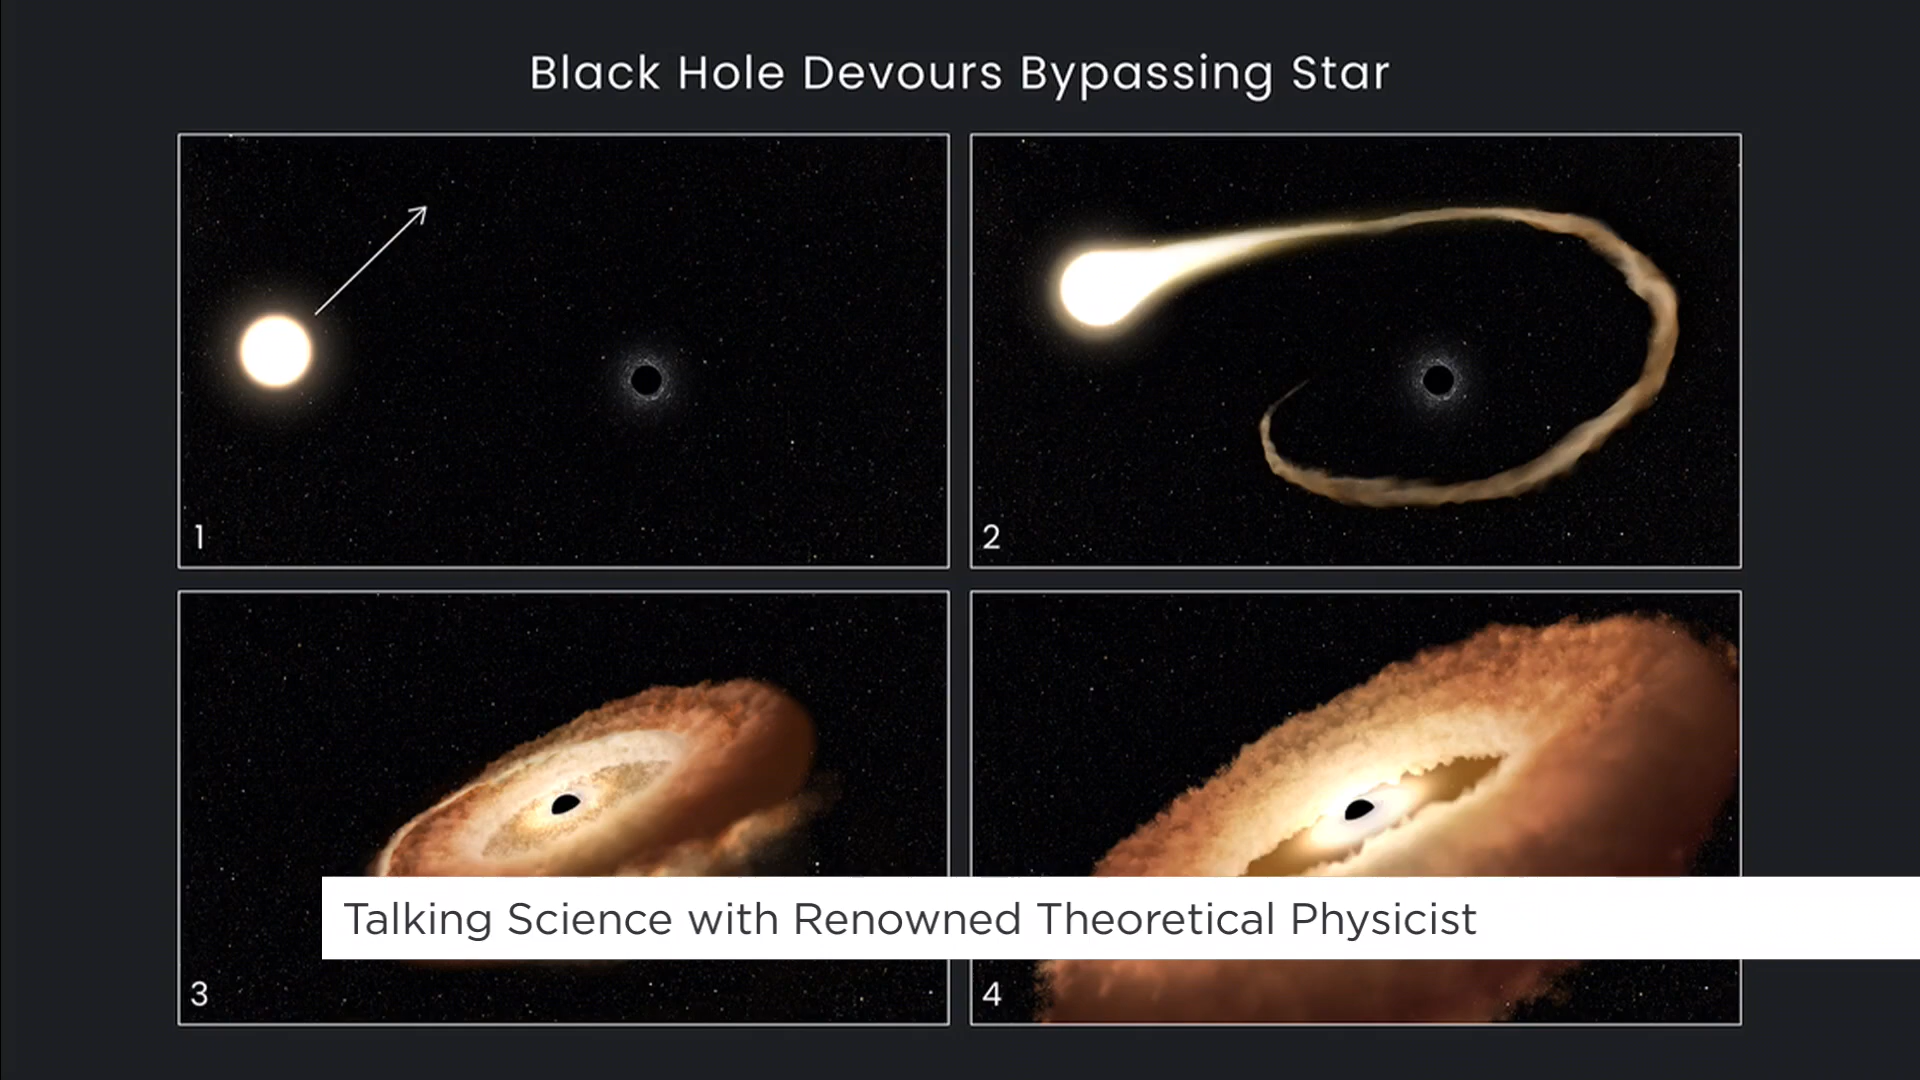 Black Hole Devours Bypassing Star
1
2
3
4
Talking Science with Renowned Theoretical Physicist